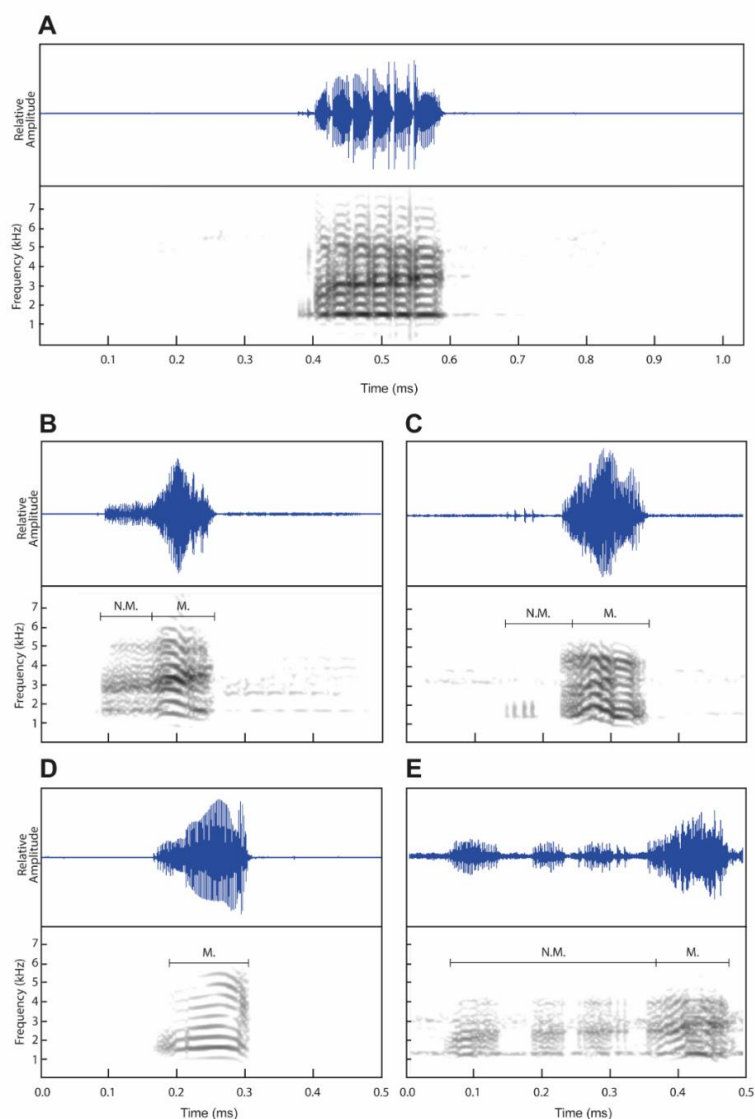 A
Relative
Amplitude
Frequency (kHz)
7
6
5
4
3
2
1
0.1 0.2 0.3 0.4 0.5 0.6 0.7 0.8 0.9 1.0
Time (ms)
B
Relative
Amplitude
Frequency (kHz)
7
6
5
4
3
2
1
N.M. M.
C
N.M. M.
D
Relative
Amplitude
Frequency (kHz)
7
6
5
4
3
2
1
M.
0.0 0.1 0.2 0.3 0.4 0.5
Time (ms)
E
N.M. M.
0.1 0.2 0.3 0.4 0.5
Time (ms)